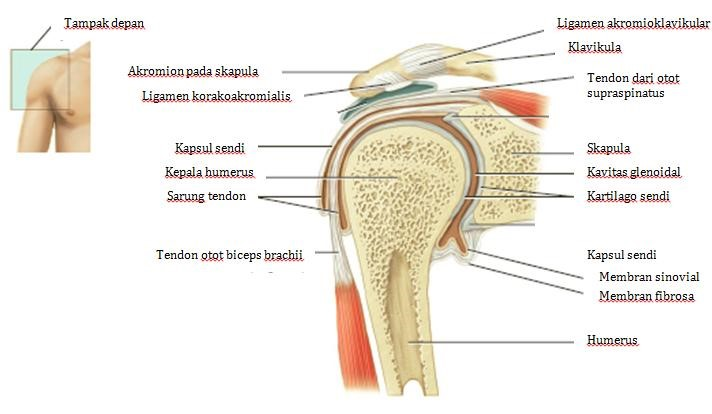 Tampak depan
Akromion pada skapula
Ligamen korakoakromialis
Kapsul sendi
Kepala humerus
Sarung tendon
Tendon otot biceps brachii
Ligamen akromioklavikular
Klavikula
Tendon dari otot
supraspinatus
Skapula
Kavitas glenoidal
Kartilago sendi
Kapsul sendi
Membran sinovial
Membran fibrosa
Humerus